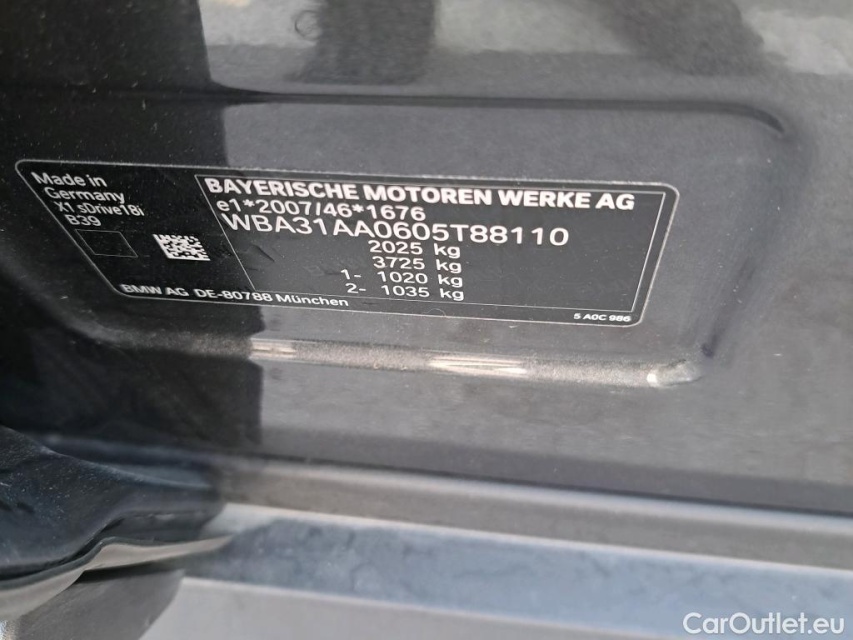 Made in
Germany
X1 sDrive18i
B39
BAYERISCHE MOTOREN WERKE AG
e1*2007/46*1676
WBA31AA0605T88110
2025 kg
3725 kg
1- 1020 kg
2- 1035 kg
BMW AG DE-80788 München
5 A0C 986
CarOutlet.eu